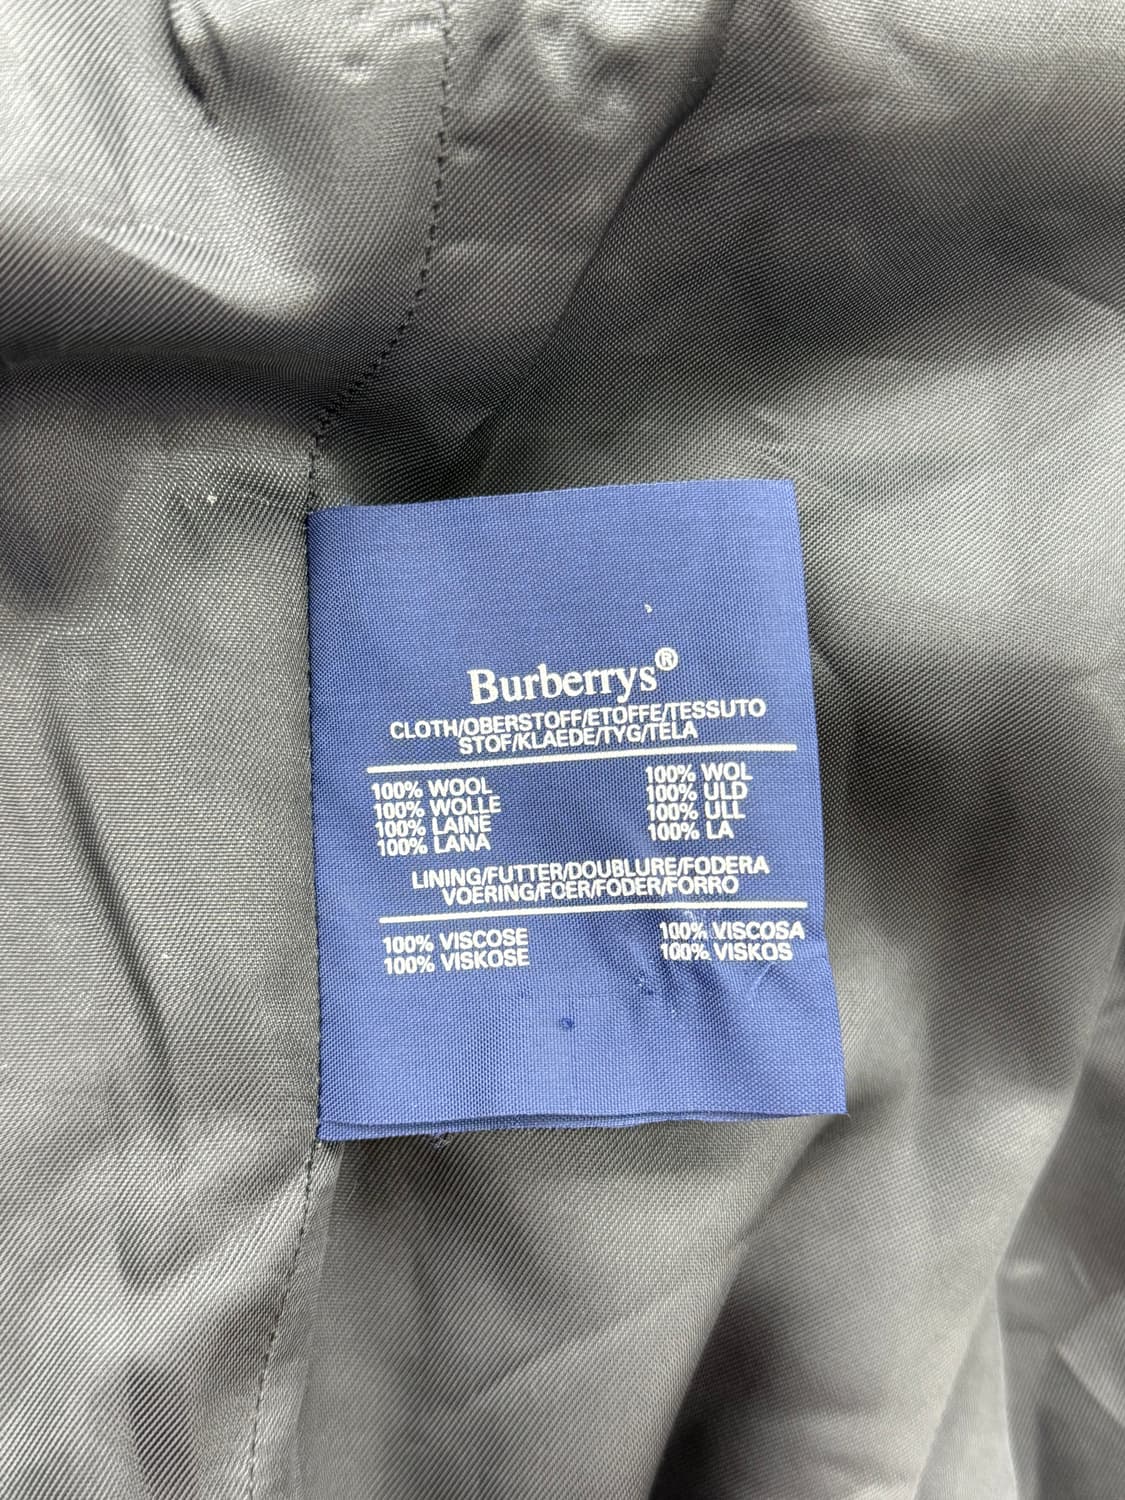 Burberrys®
CLOTH/OBERSTOFF/ETOFFE/TESSUTO
STOF/KLAEDE/TYG/TELA
100% WOOL
100% WOLLE
100% LAINE
100% LANA
100% WOL
100% ULD
100% ULL
100% LA
LINING/FUTTER/DOUBLURE/FODERA
VOERING/FOER/FODER/FORRO
100% VISCOSE
100% VISKOSE
100% VISCOSA
100% VISKOS